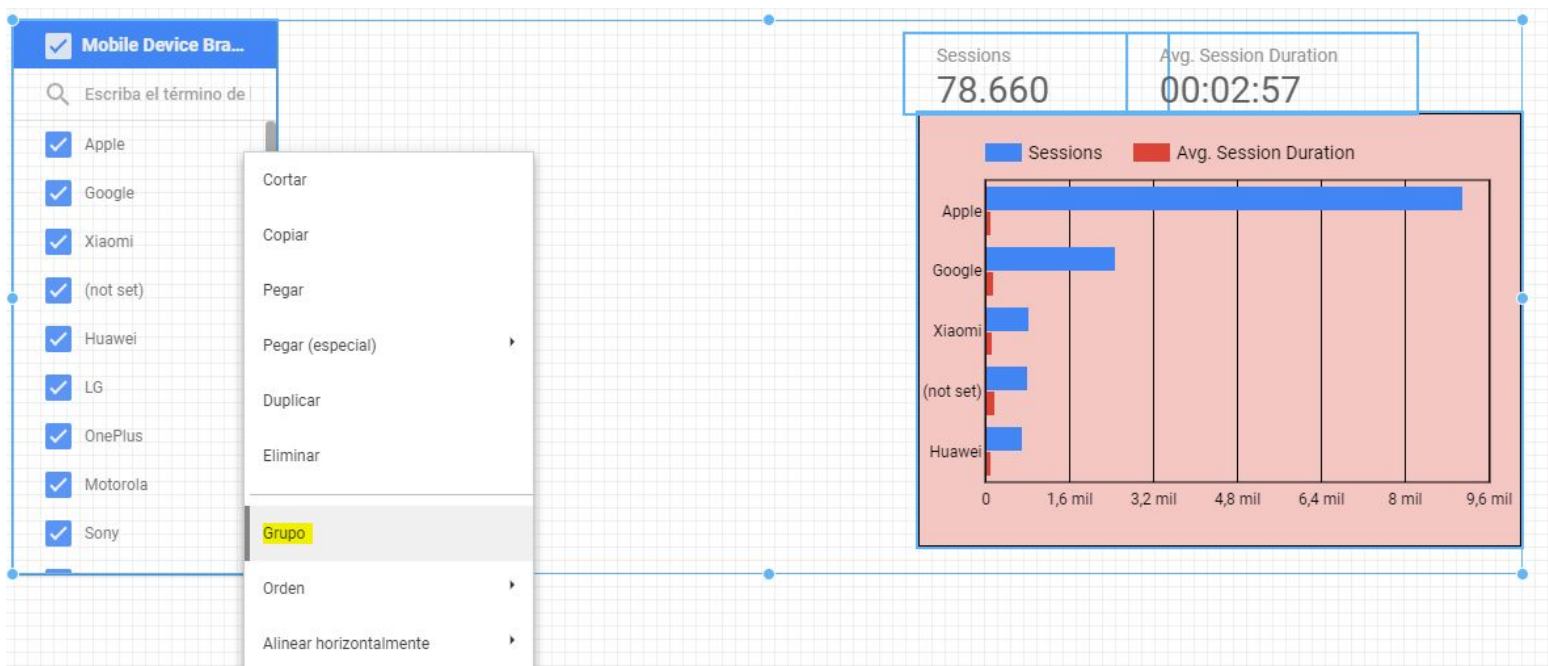 Mobile Device Bra...
Escriba el término de
Apple
Google
Xiaomi
(not set)
Huawei
LG
OnePlus
Motorola
Sony
Cortar
Copiar
Pegar
Pegar (especial)
Duplicar
Eliminar
Grupo
Orden
Alinear horizontalmente
Sessions
78.660
Avg. Session Duration
00:02:57
Sessions Avg. Session Duration
Apple
Google
Xiaomi
(not set)
Huawei
0 1,6 mil 3,2 mil 4,8 mil 6,4 mil 8 mil 9,6 mil